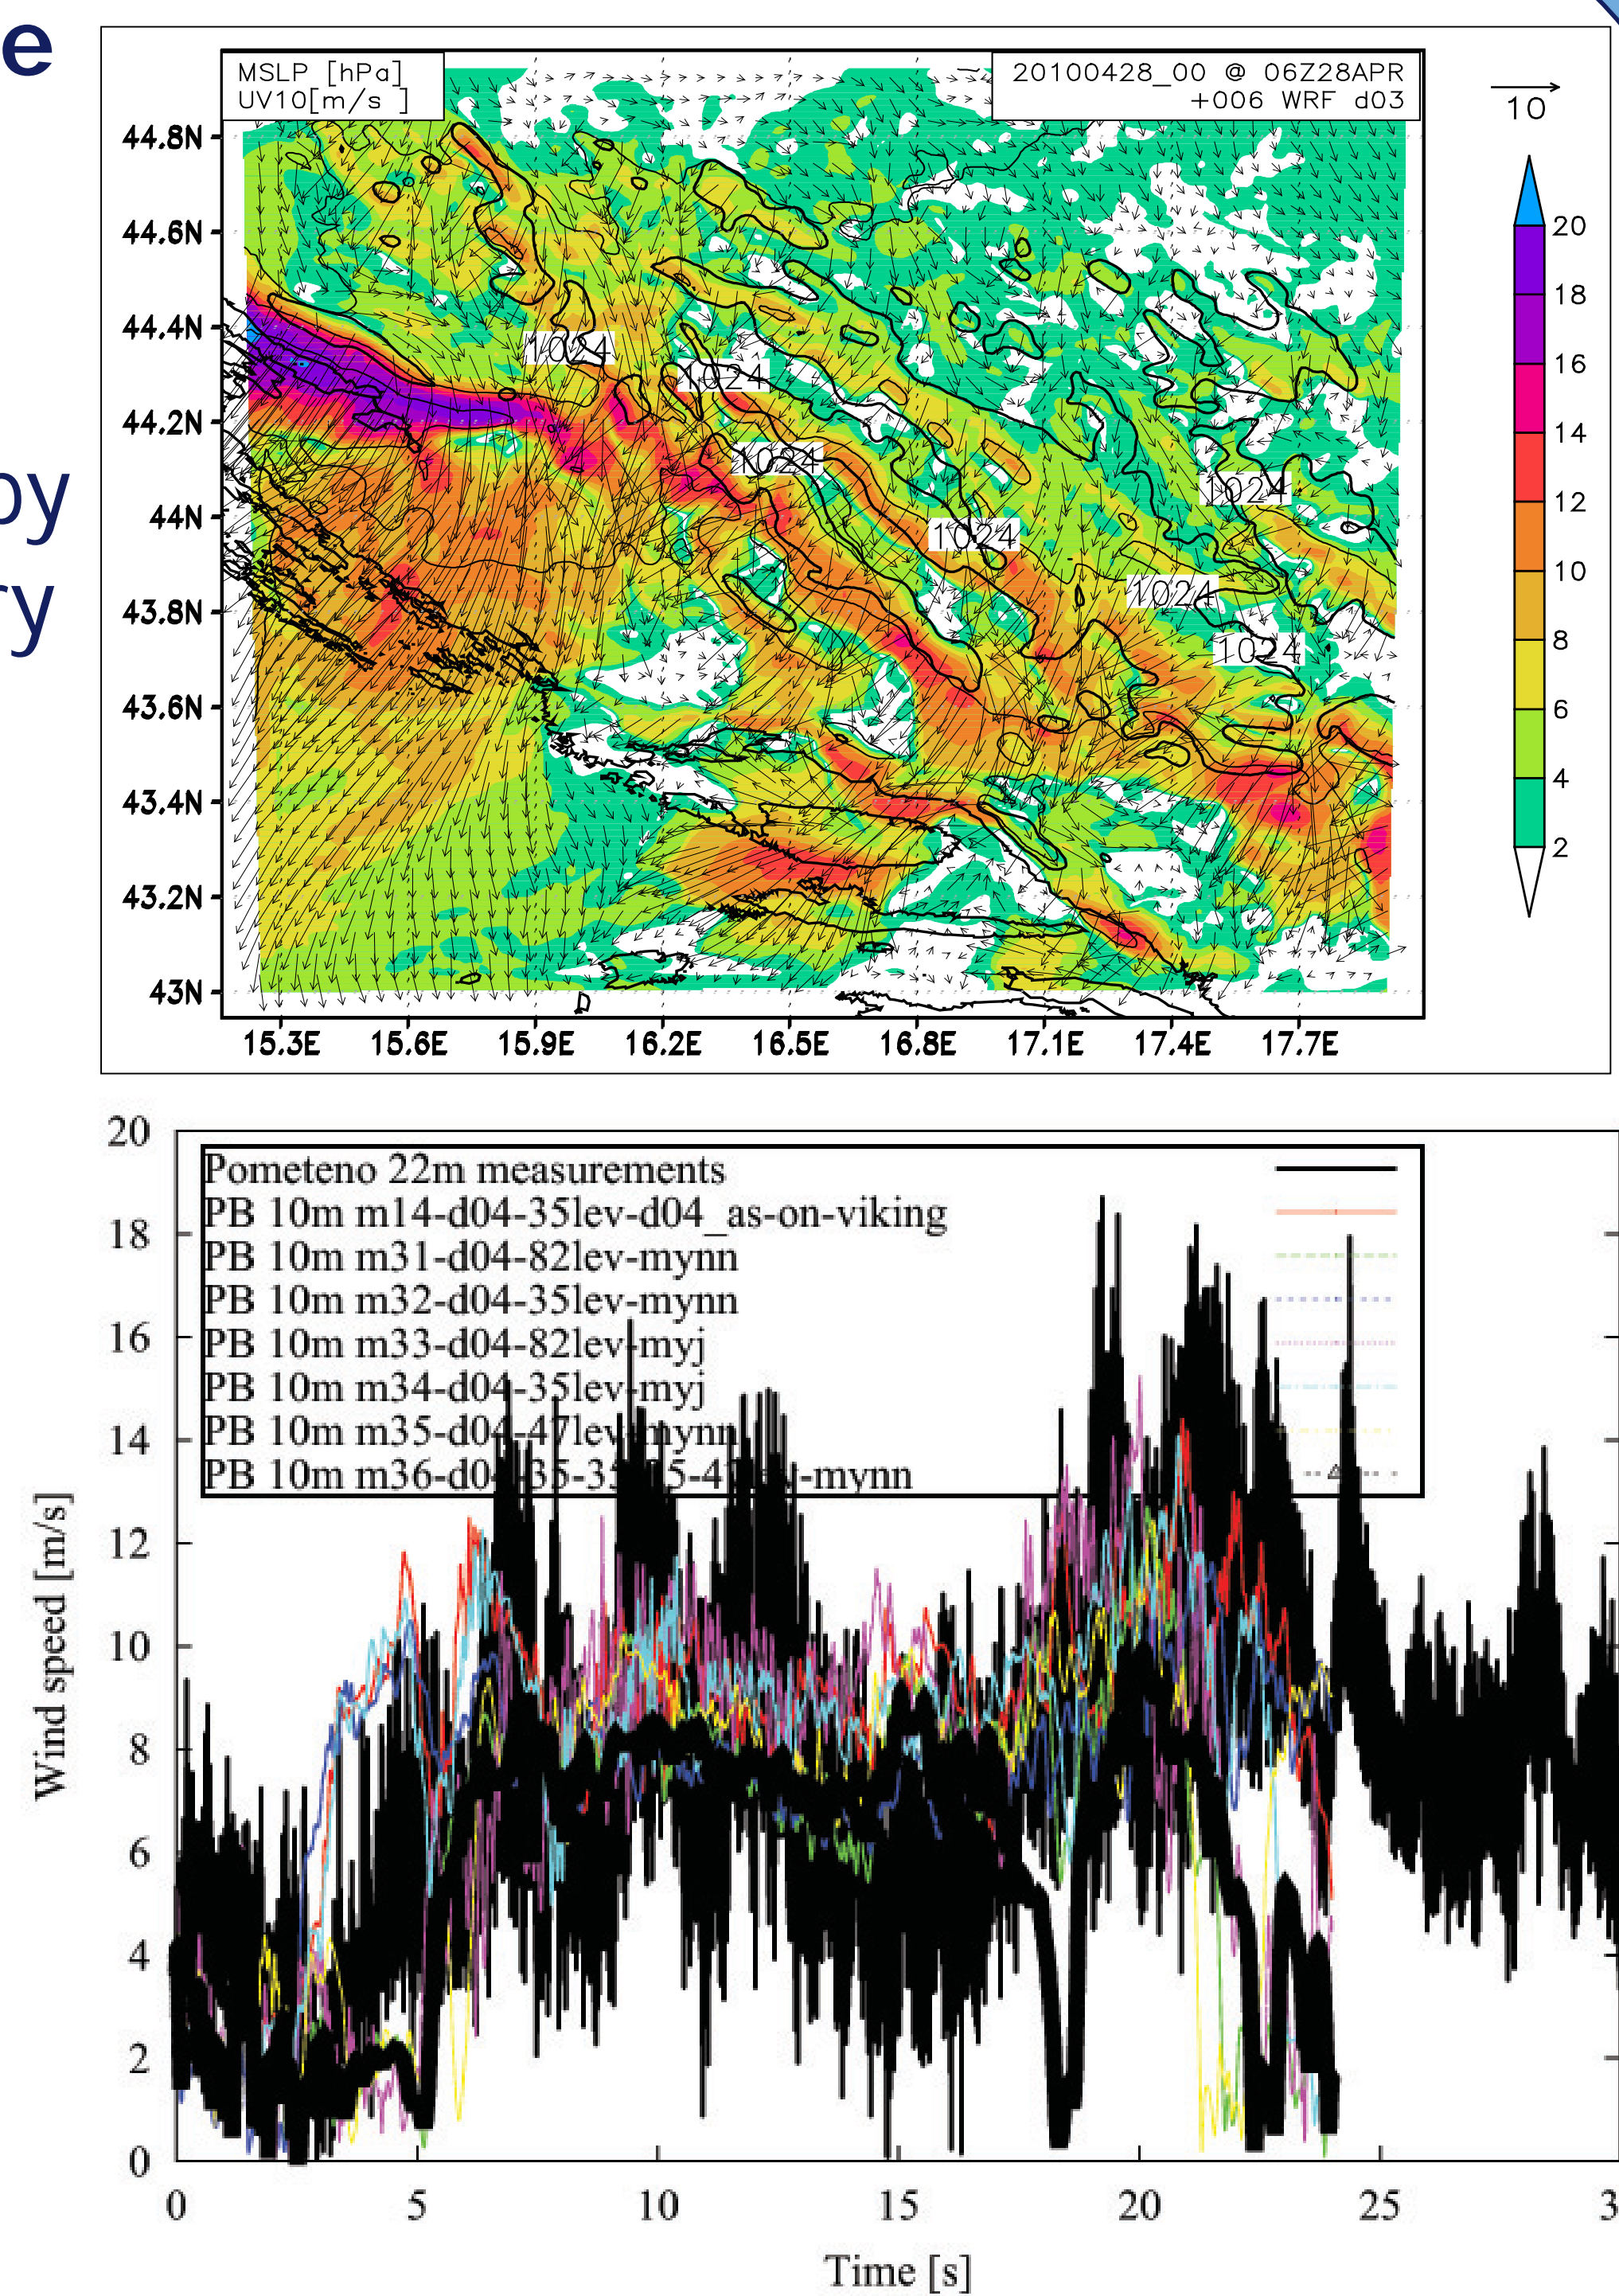 e
by
ry
MSLP [hPa]
UV10[m/s ]
20100428_00 @ 06Z28APR
+006 WRF d03
10
44.8N
44.6N
44.4N
44.2N
44N
43.8N
43.6N
43.4N
43.2N
43N
1024
1024
1024
1024
1024
1024
1024
15.3E 15.6E 15.9E 16.2E 16.5E 16.8E 17.1E 17.4E 17.7E
20
18
16
14
12
10
8
6
4
2
20
18
16
14
12
10
8
6
4
2
0
Wind speed [m/s]
Pometeno 22m measurements
PB 10m m14-d04-35lev-d04_as-on-viking
PB 10m m31-d04-82lev-mynn
PB 10m m32-d04-35lev-mynn
PB 10m m33-d04-82lev-myj
PB 10m m34-d04-35lev-myj
PB 10m m35-d04-47lev-mynn
PB 10m
0 5 10 15 20 25 3
Time [s]